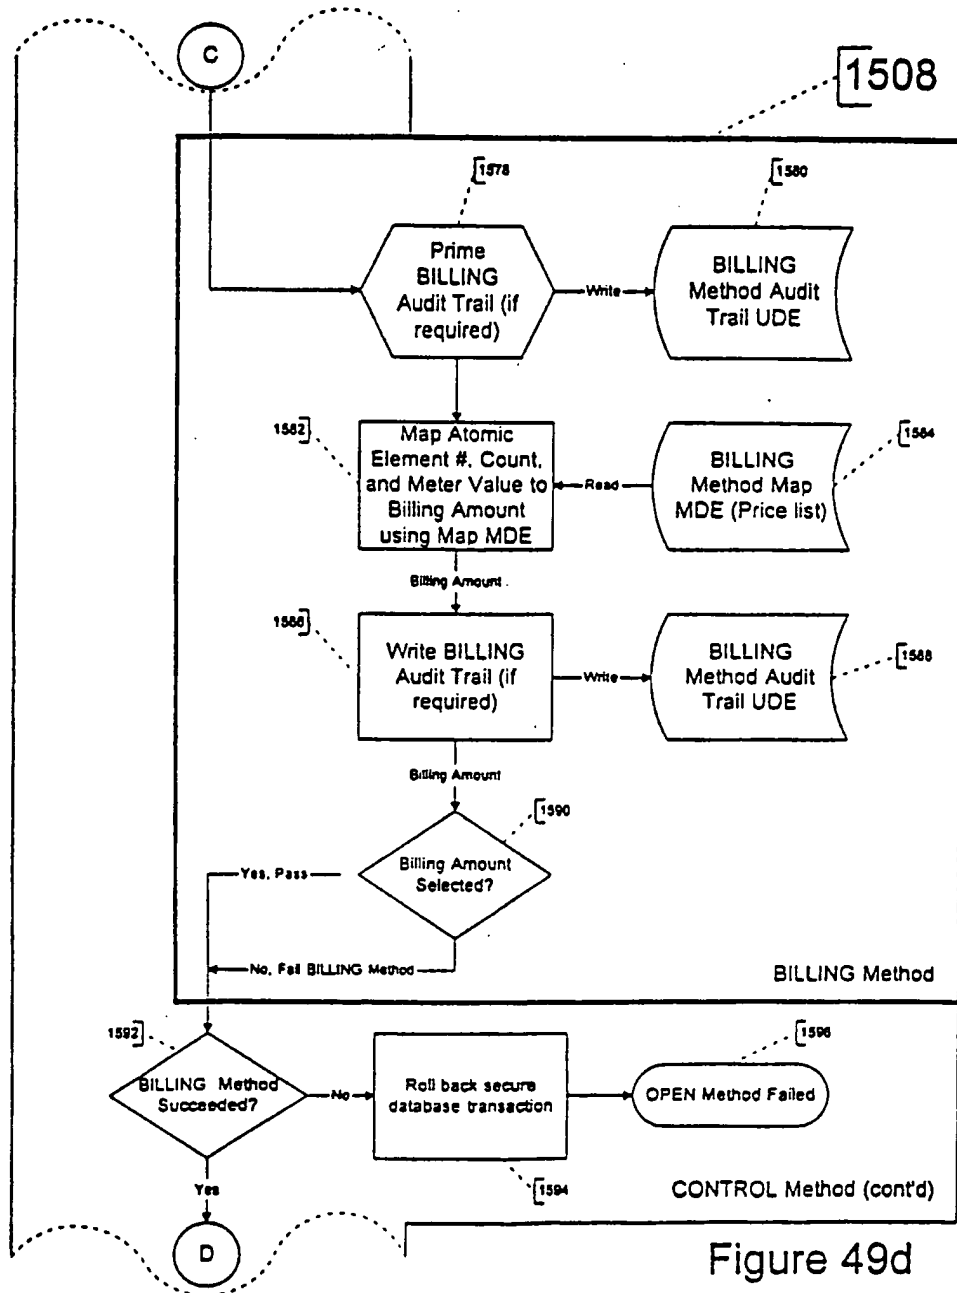 C
1508
1578
1580
Prime
BILLING
Audit Trail (if
required)
Write
BILLING
Method Audit
Trail UDE
1582
1584
Map Atomic
Element #, Count,
and Meter Value to
Billing Amount
using Map MDE
Read
BILLING
Method Map
MDE (Price list)
Billing Amount
1586
1588
Write BILLING
Audit Trail (if
required)
Write
BILLING
Method Audit
Trail UDE
Billing Amount
1590
Billing Amount
Selected?
Yes, Pass
No, Fail BILLING Method
BILLING Method
1592
1596
BILLING Method
Succeeded?
No
Roll back secure
database transaction
OPEN Method Failed
Yes
1594
CONTROL Method (cont'd)
D
Figure 49d